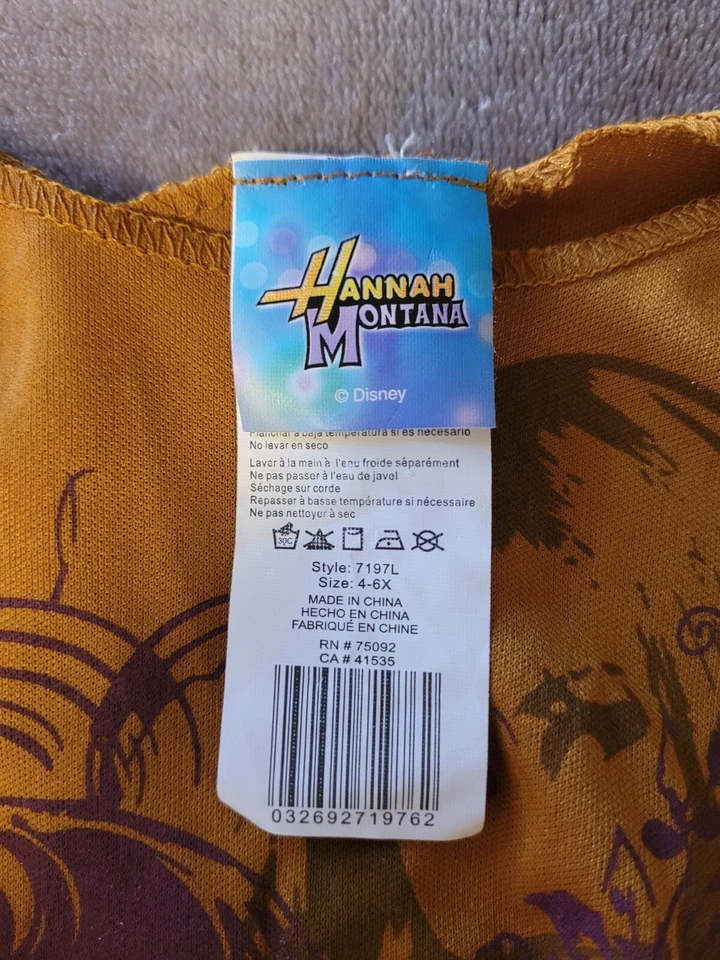 HANNAH
MONTANA
© Disney
Planchar a baja temperatura si es necesario
No lavar en seco
Laver à la main à l'eau froide séparément
Ne pas passer à l'eau de javel
Séchage sur corde
Repasser à basse température si nécessaire
Ne pas nettoyer à sec
30C
Style: 7197L
Size: 4-6X
MADE IN CHINA
HECHO EN CHINA
FABRIQUÉ EN CHINE
RN # 75092
CA # 41535
032692719762